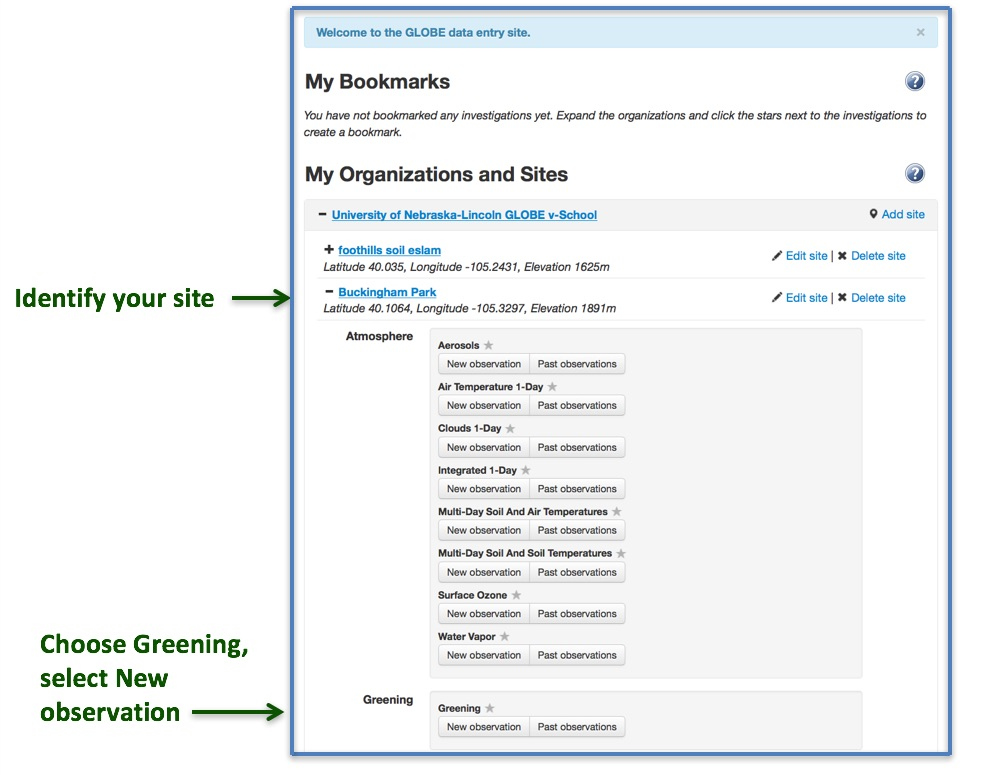 Welcome to the GLOBE data entry site. ×
My Bookmarks ?
You have not bookmarked any investigations yet. Expand the organizations and click the stars next to the investigations to
create a bookmark.
My Organizations and Sites ?
− University of Nebraska-Lincoln GLOBE v-School Add site
+ foothills soil eslam
Latitude 40.035, Longitude -105.2431, Elevation 1625m
Edit site | ✖ Delete site
Identify your site
− Buckingham Park
Latitude 40.1064, Longitude -105.3297, Elevation 1891m
Edit site | ✖ Delete site
Atmosphere
Aerosols ★
New observation Past observations
Air Temperature 1-Day ★
New observation Past observations
Clouds 1-Day ★
New observation Past observations
Integrated 1-Day ★
New observation Past observations
Multi-Day Soil And Air Temperatures ★
New observation Past observations
Multi-Day Soil And Soil Temperatures ★
New observation Past observations
Surface Ozone ★
New observation Past observations
Water Vapor ★
New observation Past observations
Choose Greening,
select New
observation
Greening
Greening ★
New observation Past observations